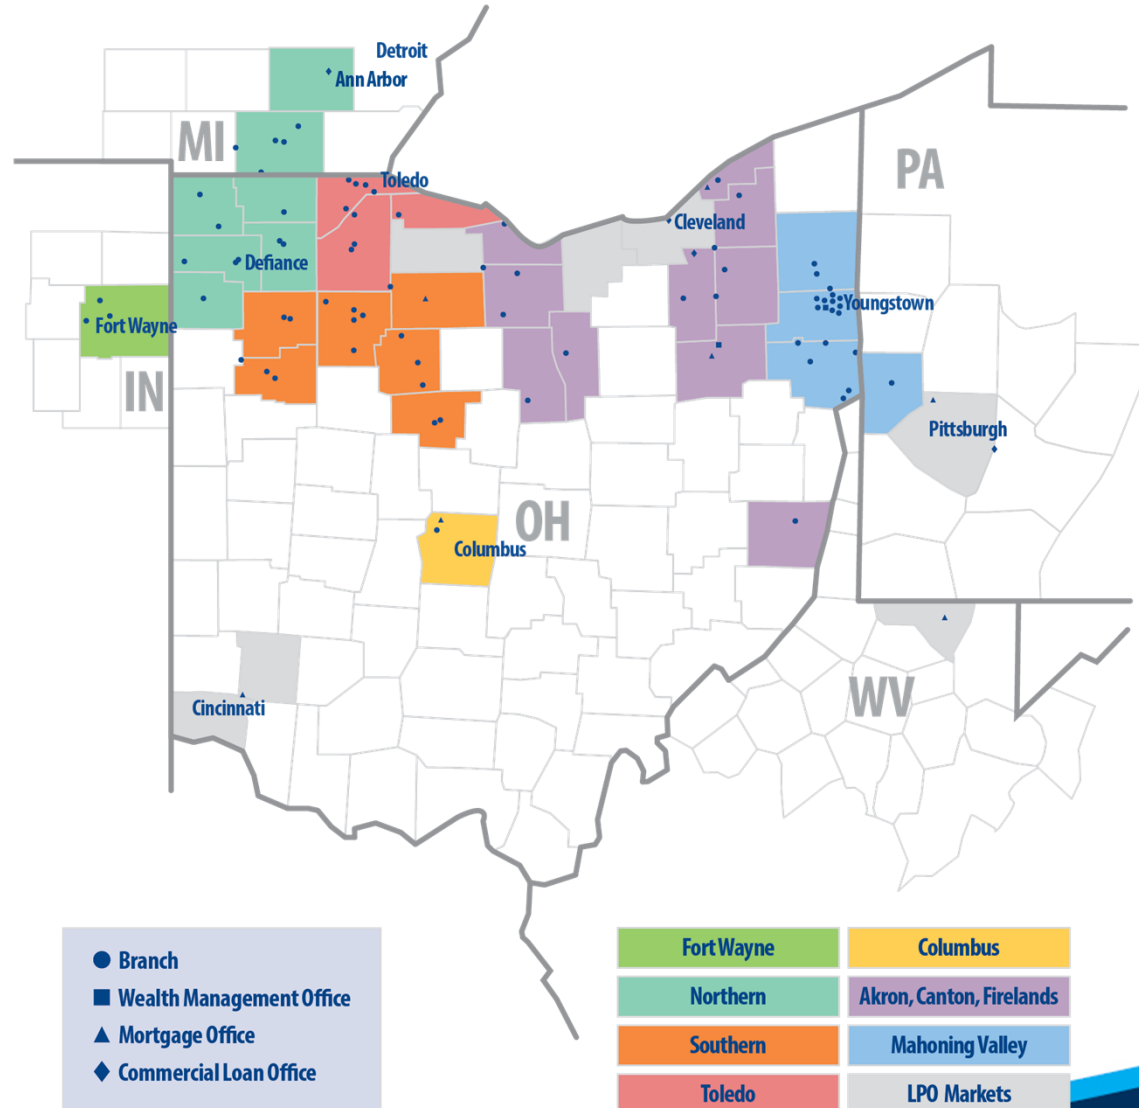 Detroit
Ann Arbor
MI
PA
Toledo
Cleveland
Defiance
Youngstown
Fort Wayne
IN
Pittsburgh
OH
Columbus
WV
Cincinnati
Branch
Wealth Management Office
Mortgage Office
Commercial Loan Office
Fort Wayne
Columbus
Northern
Akron, Canton, Firelands
Southern
Mahoning Valley
Toledo
LPO Markets